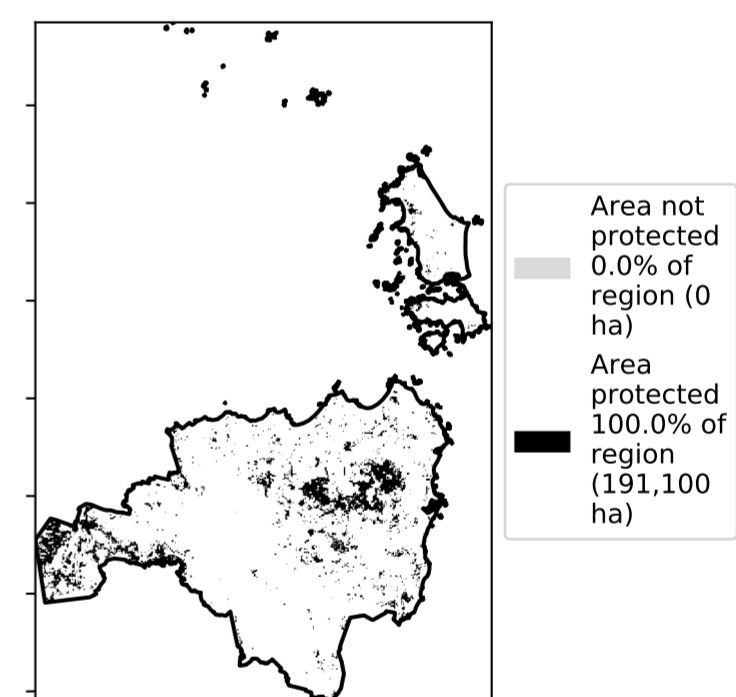 Area not
protected
0.0% of
region (0
ha)
Area
protected
100.0% of
region
(191,100
ha)